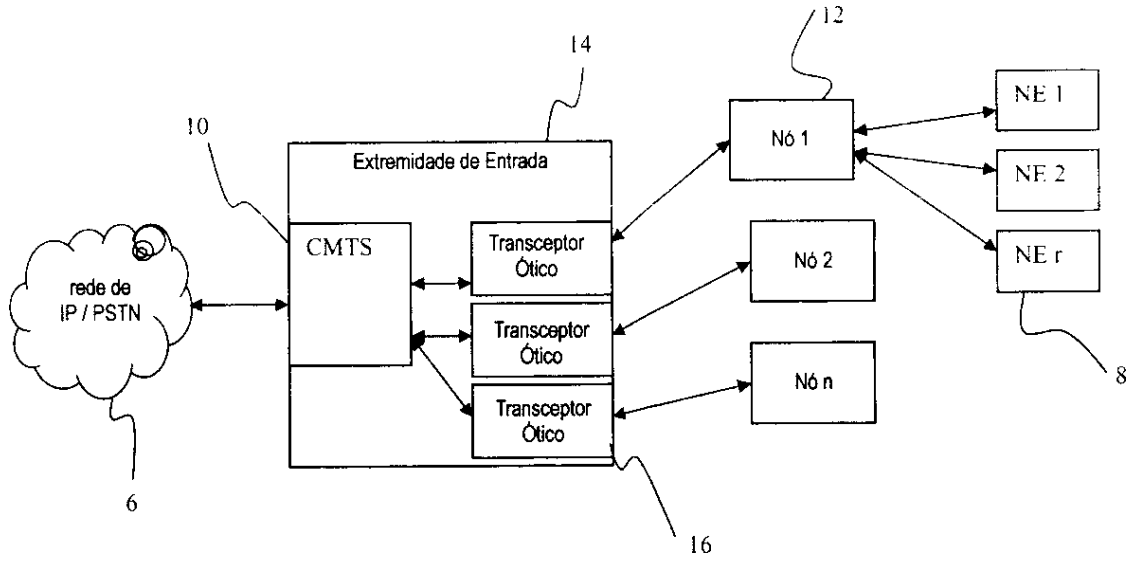 12
14
NE 1
10
Extremidade de Entrada
Nó 1
NE 2
CMTS
Transceptor
Ótico
NE r
rede de
IP / PSTN
Nó 2
Transceptor
Ótico
8
Nó n
Transceptor
Ótico
6
16